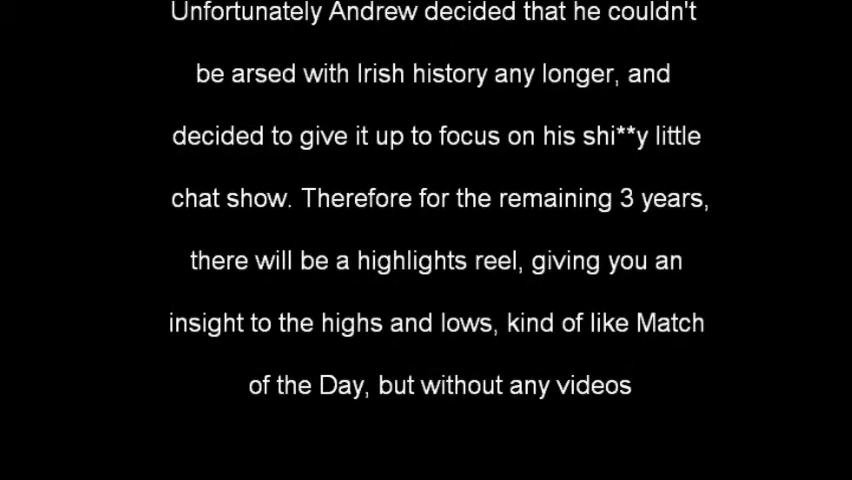 Unfortunately Andrew decided that he couldn't
be arsed with Irish history any longer, and
decided to give it up to focus on his shi**y little
chat show. Therefore for the remaining 3 years,
there will be a highlights reel, giving you an
insight to the highs and lows, kind of like Match
of the Day, but without any videos